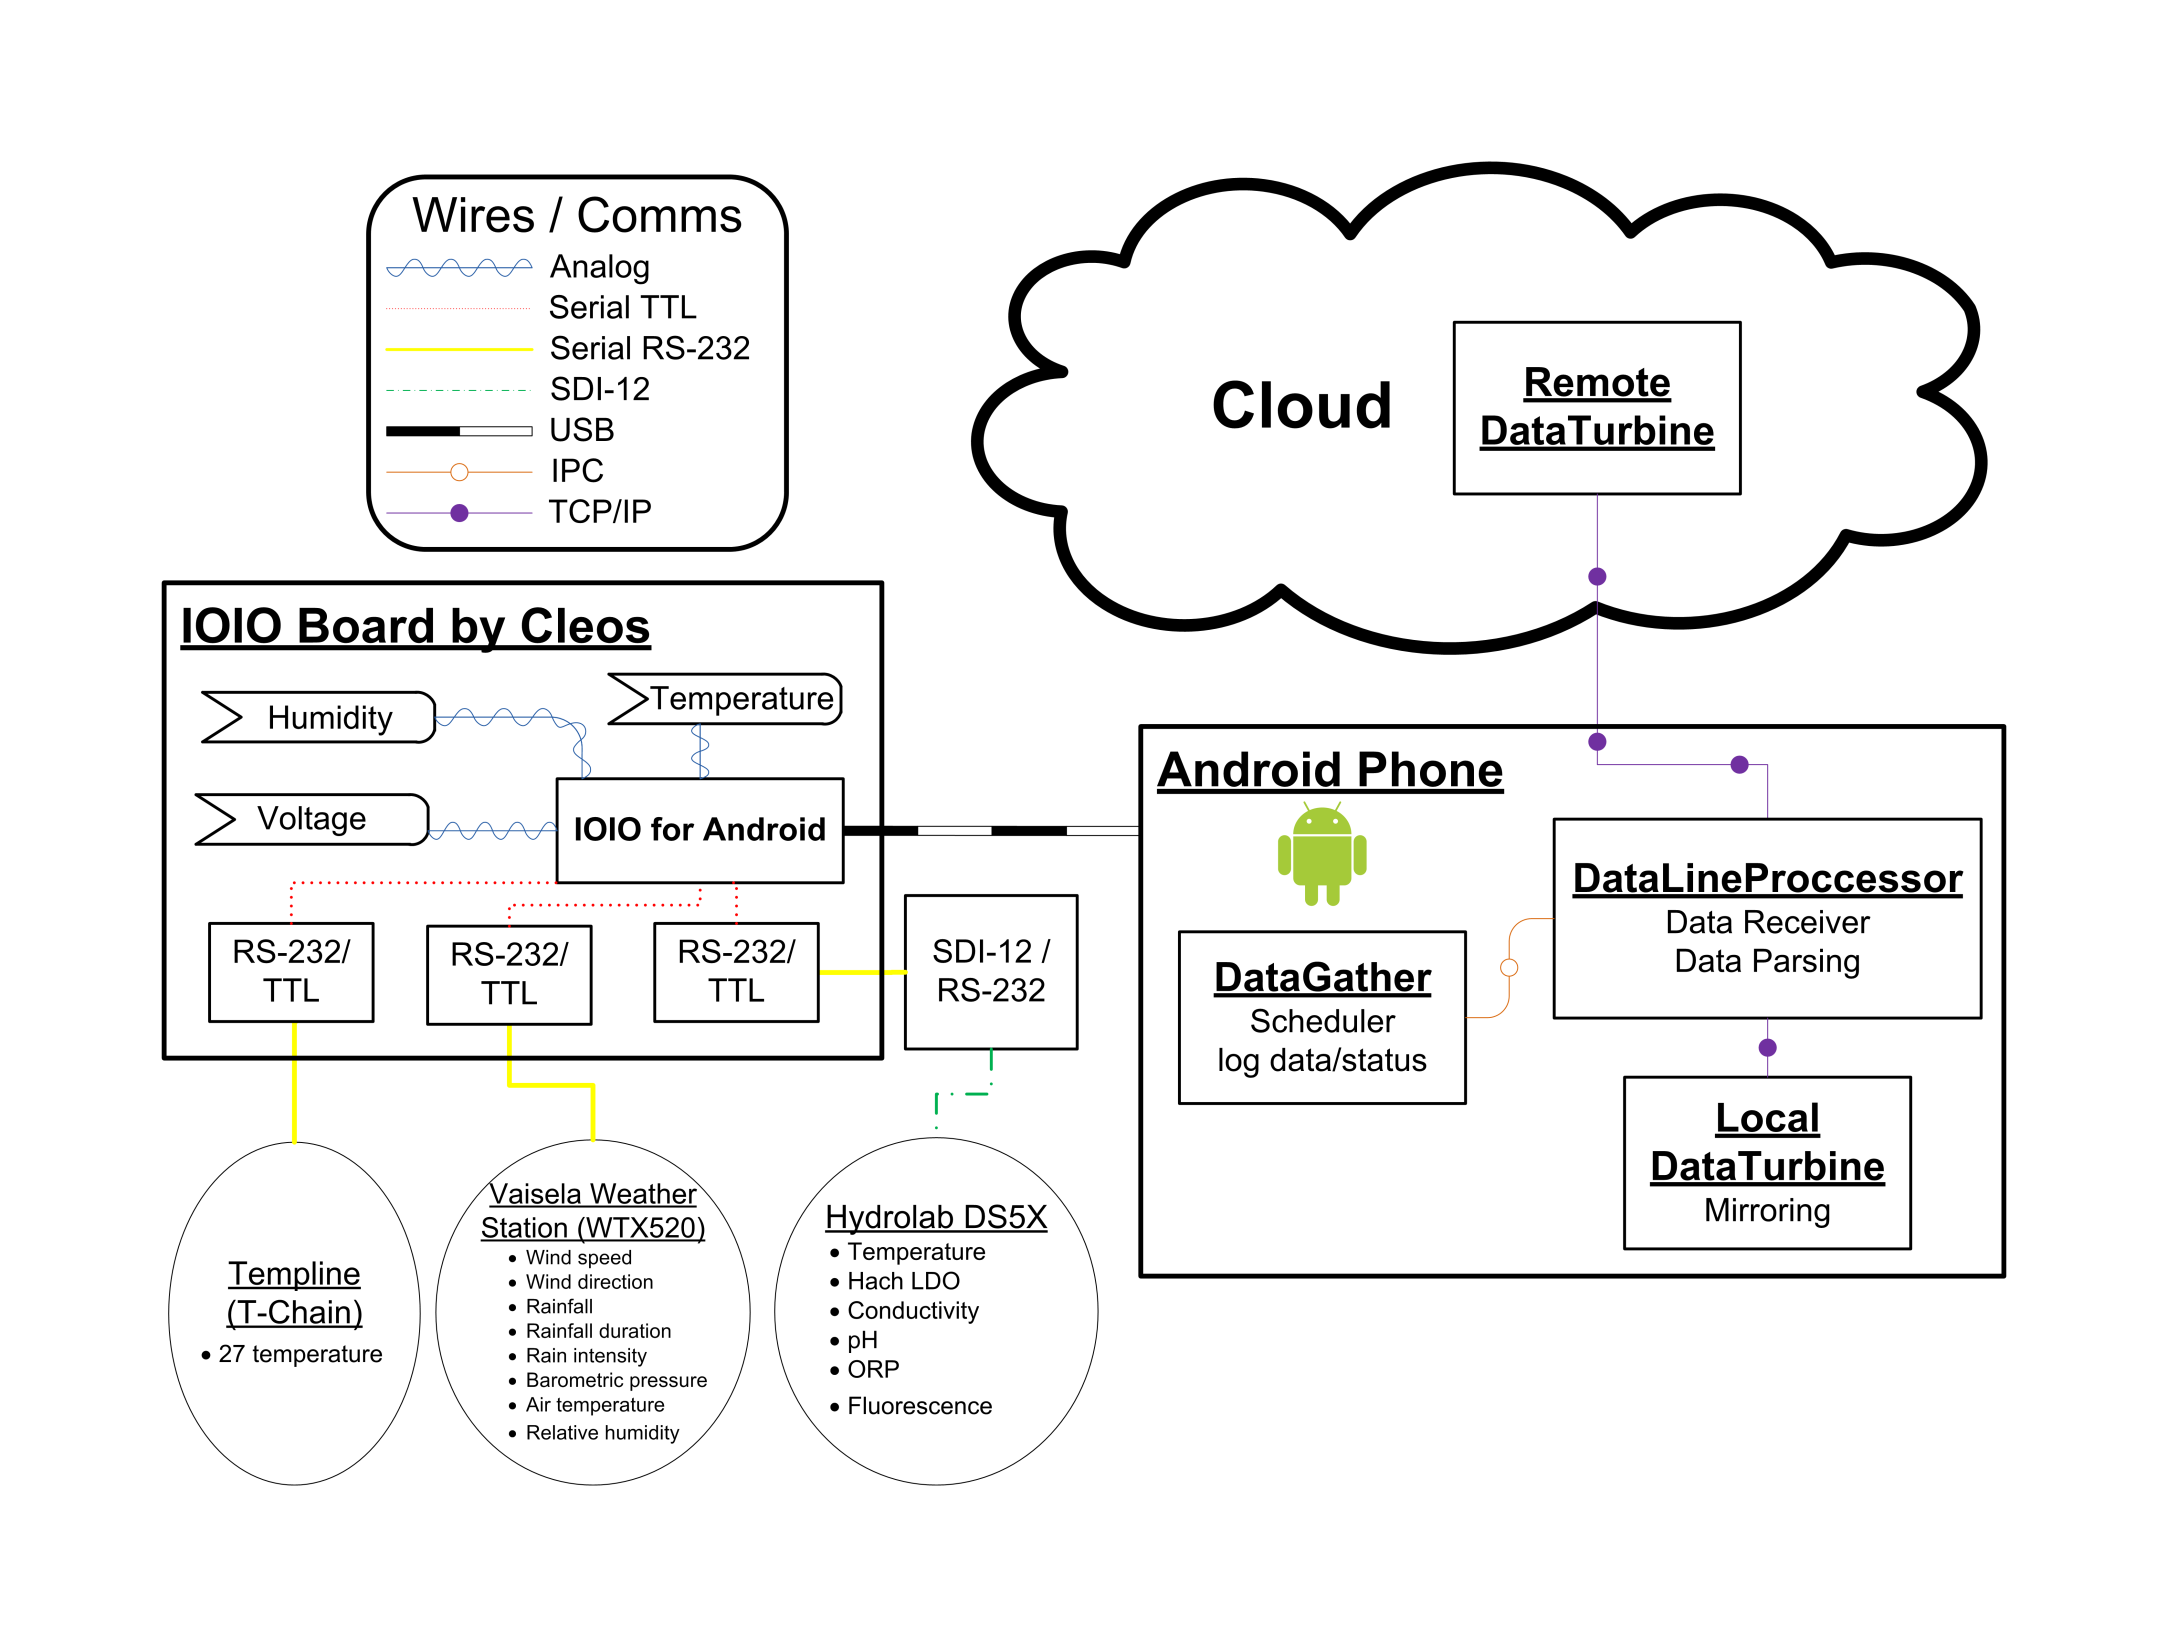 Wires / Comms
Analog
Serial TTL
Serial RS-232
SDI-12
USB
IPC
TCP/IP
Cloud
Remote
DataTurbine
IOIO Board by Cleos
Humidity
Temperature
Voltage
IOIO for Android
RS-232/
TTL
RS-232/
TTL
RS-232/
TTL
SDI-12 /
RS-232
Templine
(T-Chain)
• 27 temperature
Vaisela Weather
Station (WTX520)
• Wind speed
• Wind direction
• Rainfall
• Rainfall duration
• Rain intensity
• Barometric pressure
• Air temperature
• Relative humidity
Hydrolab DS5X
• Temperature
• Hach LDO
• Conductivity
• pH
• ORP
• Fluorescence
Android Phone
DataGather
Scheduler
log data/status
DataLineProccessor
Data Receiver
Data Parsing
Local
DataTurbine
Mirroring